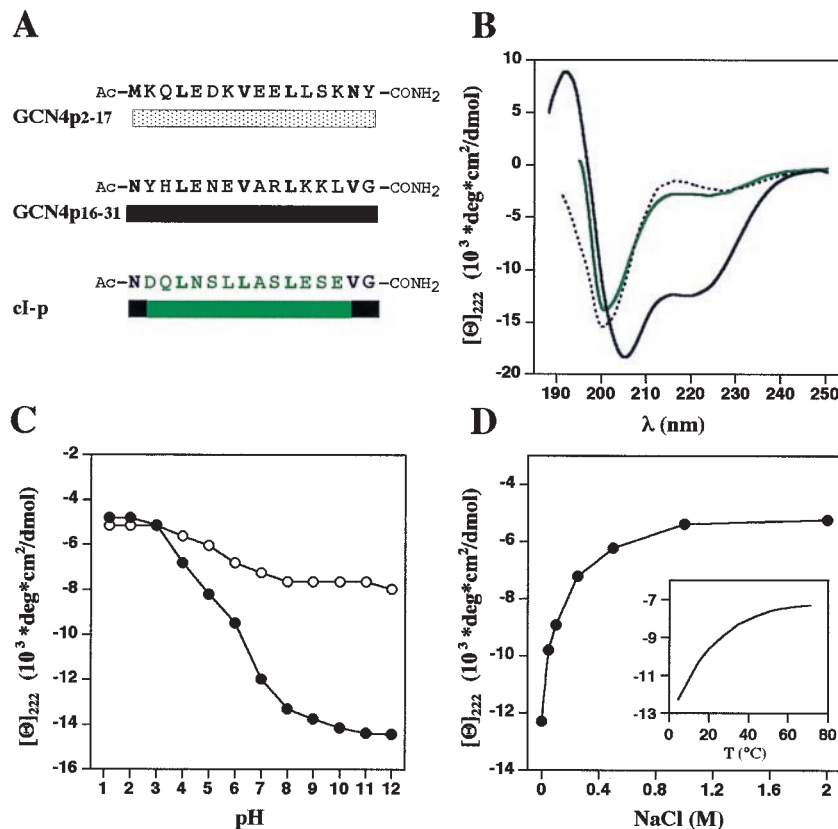 A
Ac-MKQLEDKVEELLSKNY-CONH2
GCN4p2-17
Ac-NYHLENEVARLKKLVG-CONH2
GCN4p16-31
Ac-NDQLNSLLASLESEVG-CONH2
cI-p
B
[Θ]222 (10³ *deg*cm²/dmol)
10
5
0
-5
-10
-15
-20
190 200 210 220 230 240 250
λ (nm)
C
[Θ]222 (10³ *deg*cm²/dmol)
-2
-4
-6
-8
-10
-12
-14
-16
1 2 3 4 5 6 7 8 9 10 11 12
pH
D
[Θ]222 (10³ *deg*cm²/dmol)
-4
-6
-8
-10
-12
-14
0 0.4 0.8 1.2 1.6 2
NaCl (M)
-7
-9
-11
-13
0 20 40 60 80
T (°C)